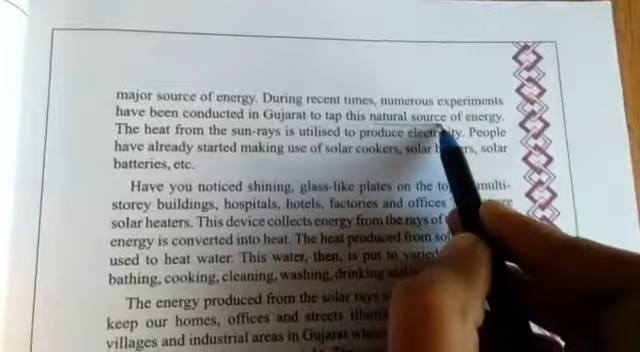 major source of energy. During recent times, numerous experiments
have been conducted in Gujarat to tap this natural source of energy.
The heat from the sun-rays is utilised to produce electricity. People
have already started making use of solar cookers, solar solar
batteries, etc.
Have you noticed shining, glass-like plates on the multi-
storey buildings, hospitals, hotels, factories and offices
solar heaters. This device collects energy from the rays of
energy is converted into heat. The heat produced from
used to heat water. This water, then, is put to varied
bathing, cooking, cleaning, washing, drinking
The energy produced from the solar rays
keep our homes, offices and streets
villages and industrial areas in Gujarat